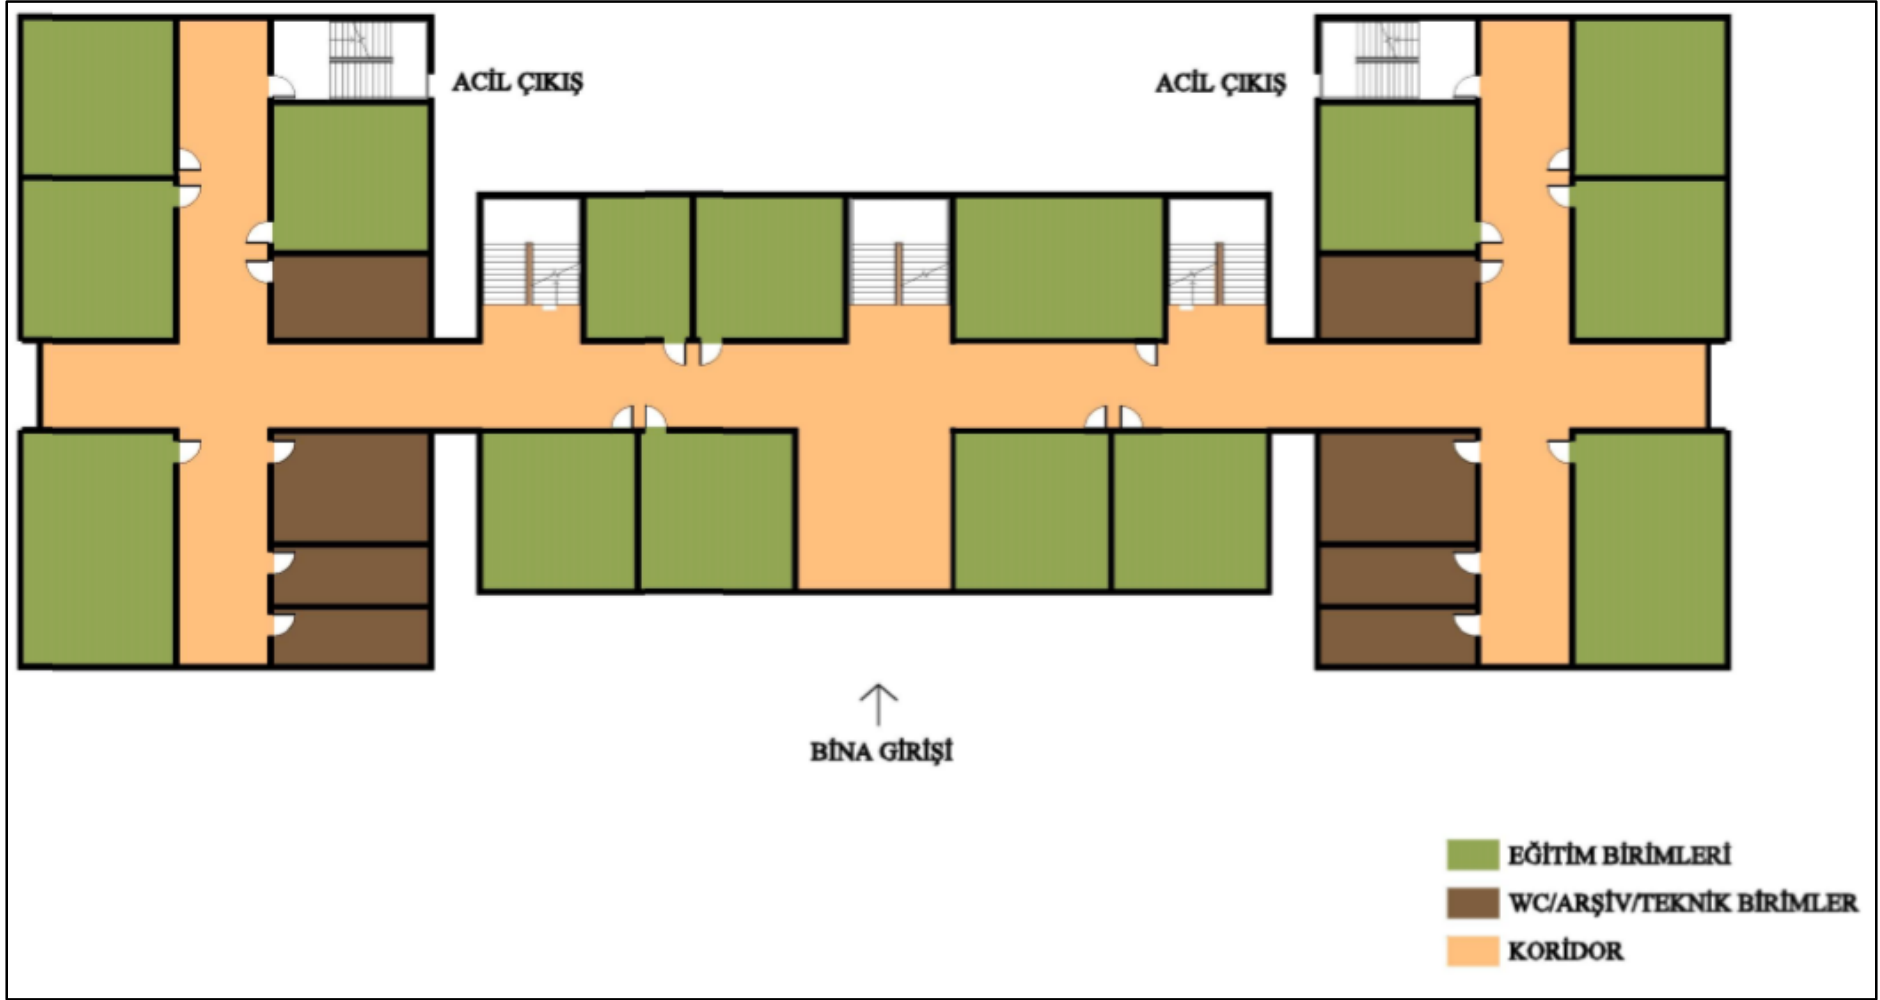 ACİL ÇIKIŞ
ACİL ÇIKIŞ
BİNA GİRİŞİ
EĞİTİM BİRİMLERİ
WC/ARŞİV/TEKNİK BİRİMLER
KORİDOR